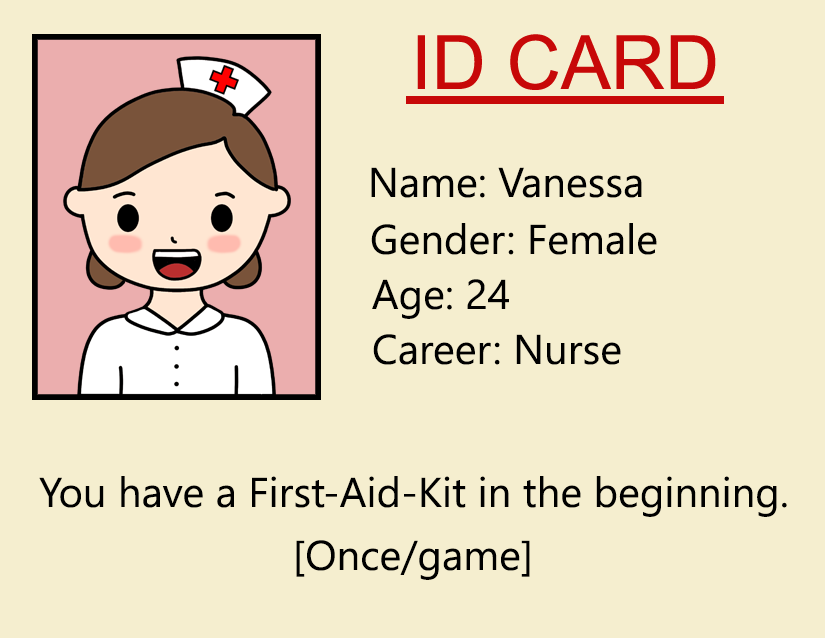 ID CARD
Name: Vanessa
Gender: Female
Age: 24
Career: Nurse
You have a First-Aid-Kit in the beginning.
[Once/game]